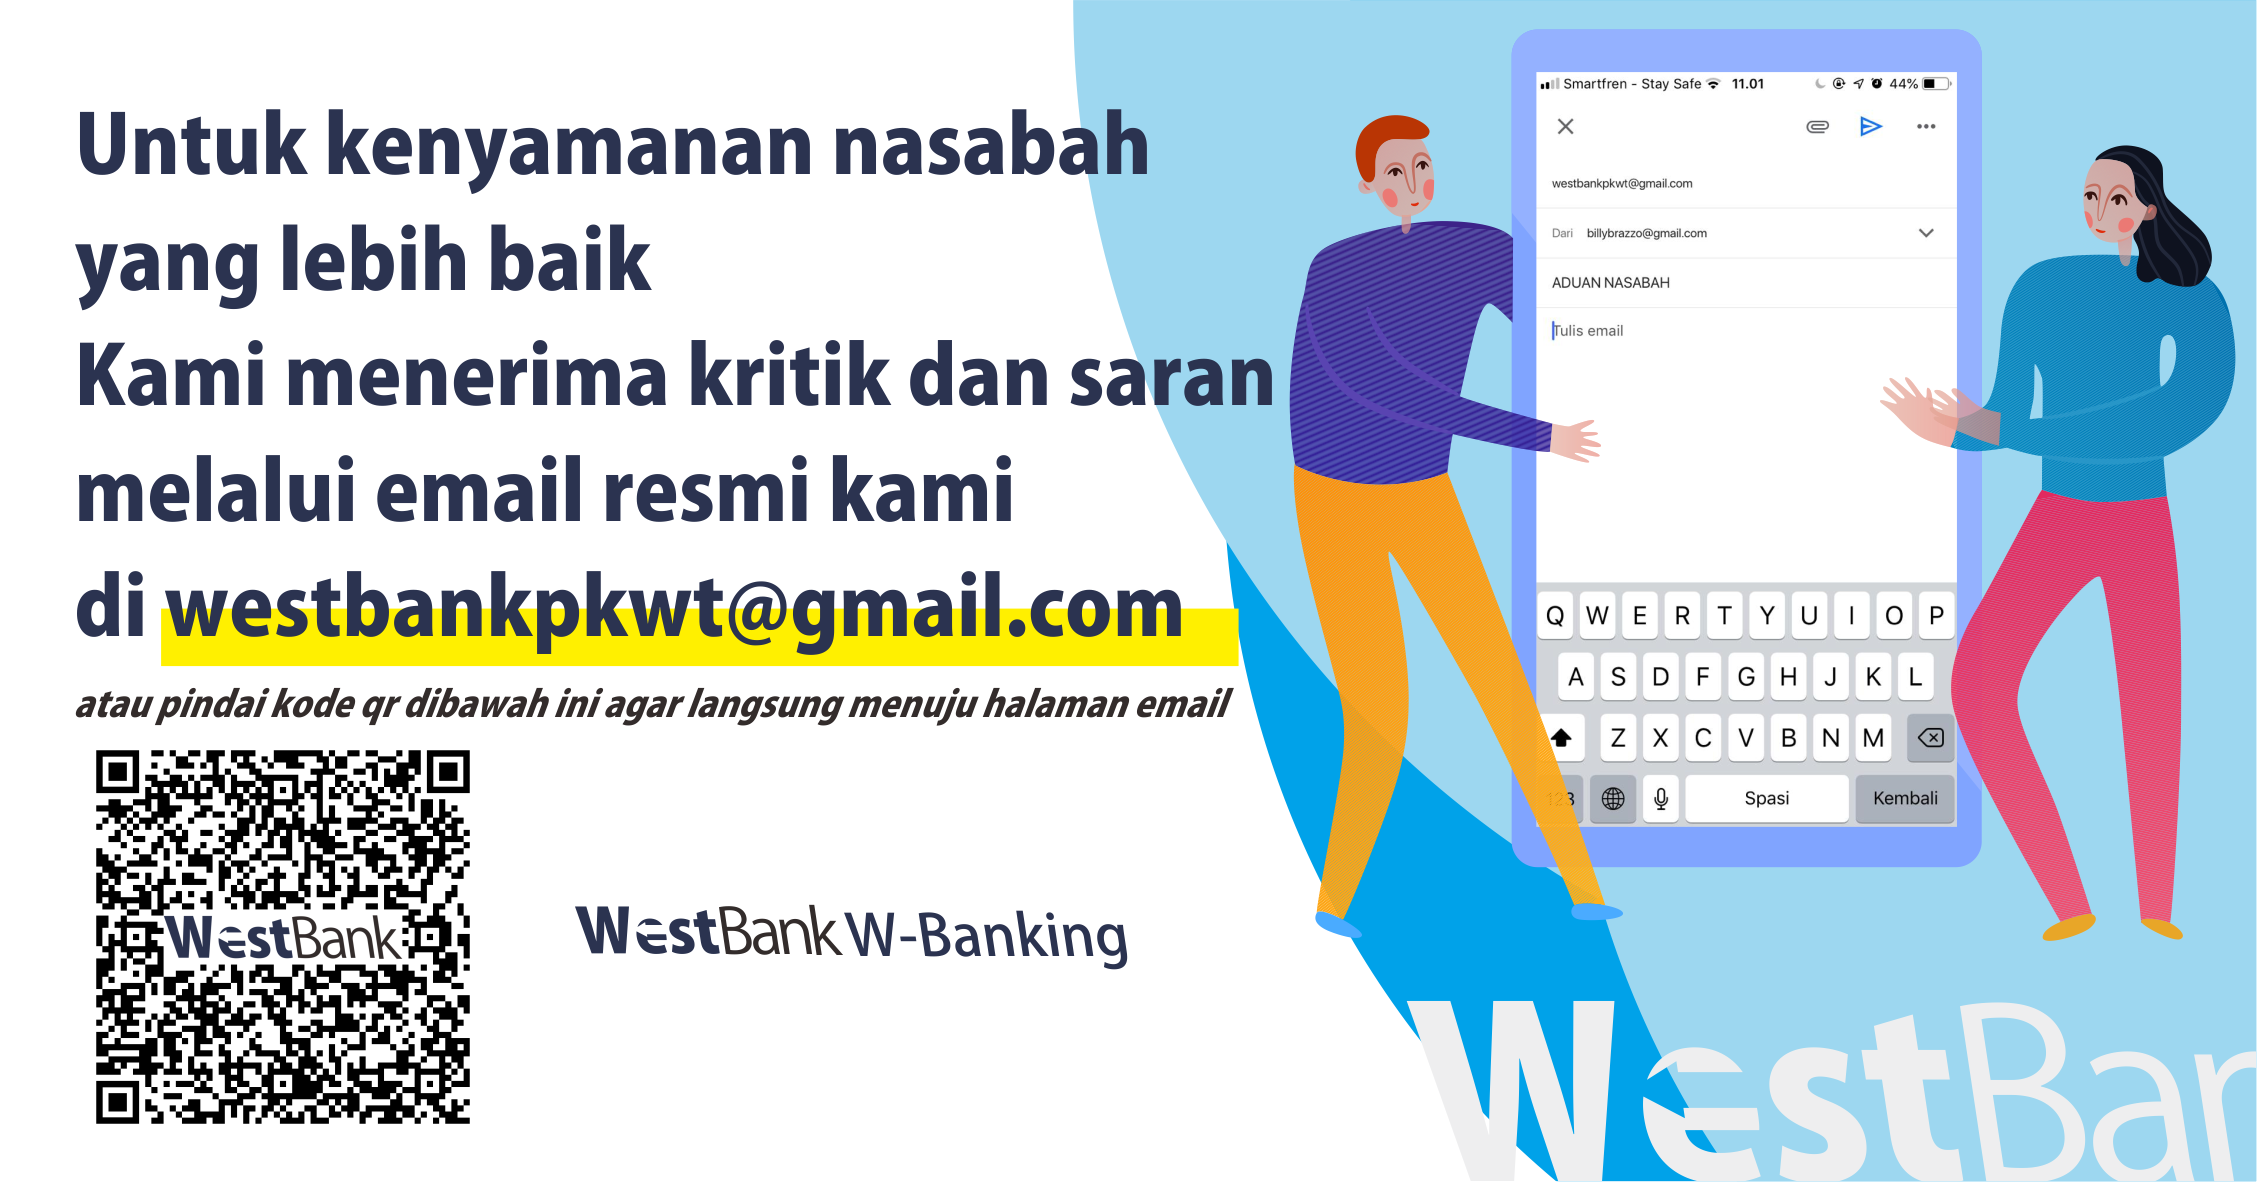 Untuk kenyamanan nasabah
yang lebih baik
Kami menerima kritik dan saran
melalui email resmi kami
di westbankpkwt@gmail.com
atau pindai kode qr dibawah ini agar langsung menuju halaman email
WestBank
WestBank W-Banking
Smartfren - Stay Safe 11.01 44%
westbankpkwt@gmail.com
Dari billybrazzo@gmail.com
ADUAN NASABAH
Tulis email
Q W E R T Y U I O P
A S D F G H J K L
Z X C V B N M
123 Spasi Kembali
WestBan